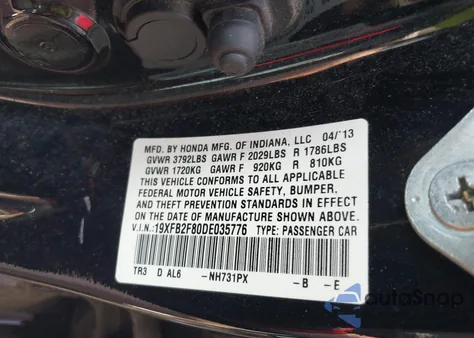 MFD. BY HONDA MFG. OF INDIANA, LLC 04/13
GVWR 3792LBS GAWR F 2029LBS R 1786LBS
GVWR 1720KG GAWR F 920KG R 810KG
THIS VEHICLE CONFORMS TO ALL APPLICABLE
FEDERAL MOTOR VEHICLE SAFETY, BUMPER,
AND THEFT PREVENTION STANDARDS IN EFFECT
ON THE DATE OF MANUFACTURE SHOWN ABOVE.
V.I.N.:19XFB2F80DE035776 TYPE: PASSENGER CAR
TR3 D AL6 -NH731PX -B -E
autoSnap